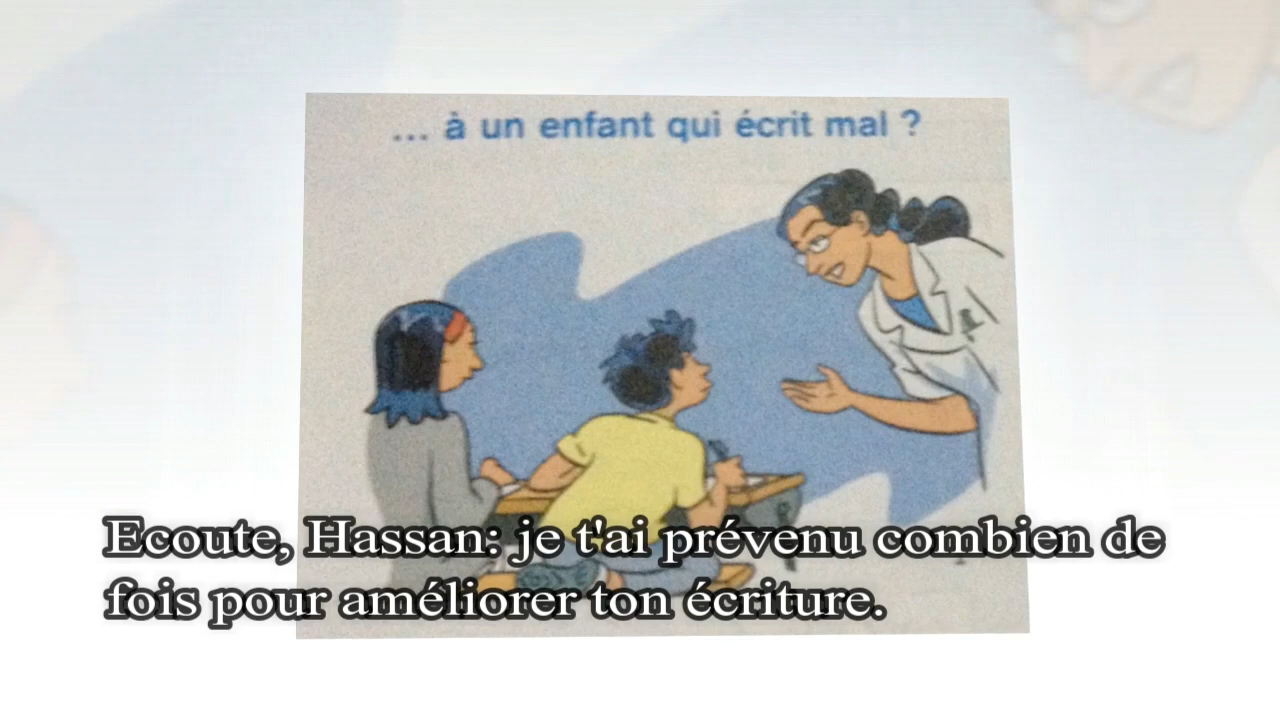 ... à un enfant qui écrit mal ?
Ecoute, Hassan: je t'ai prévenu combien de
fois pour améliorer ton écriture.